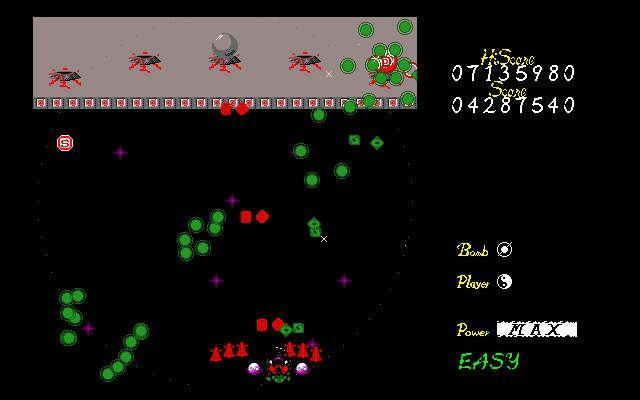 HiScore
07135980
Score
04287540
S
Bomb
Player
Power MAX
EASY